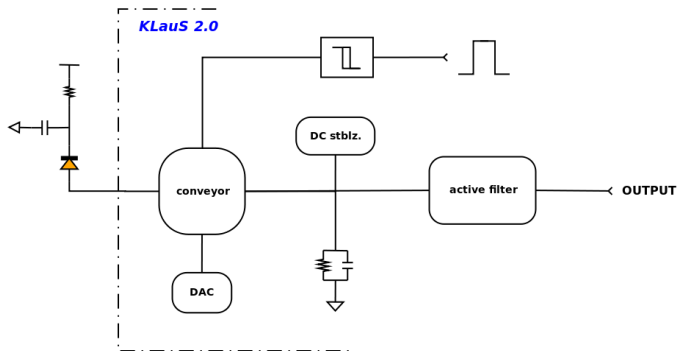 KLauS 2.0
DC stblz.
conveyor
active filter
OUTPUT
DAC